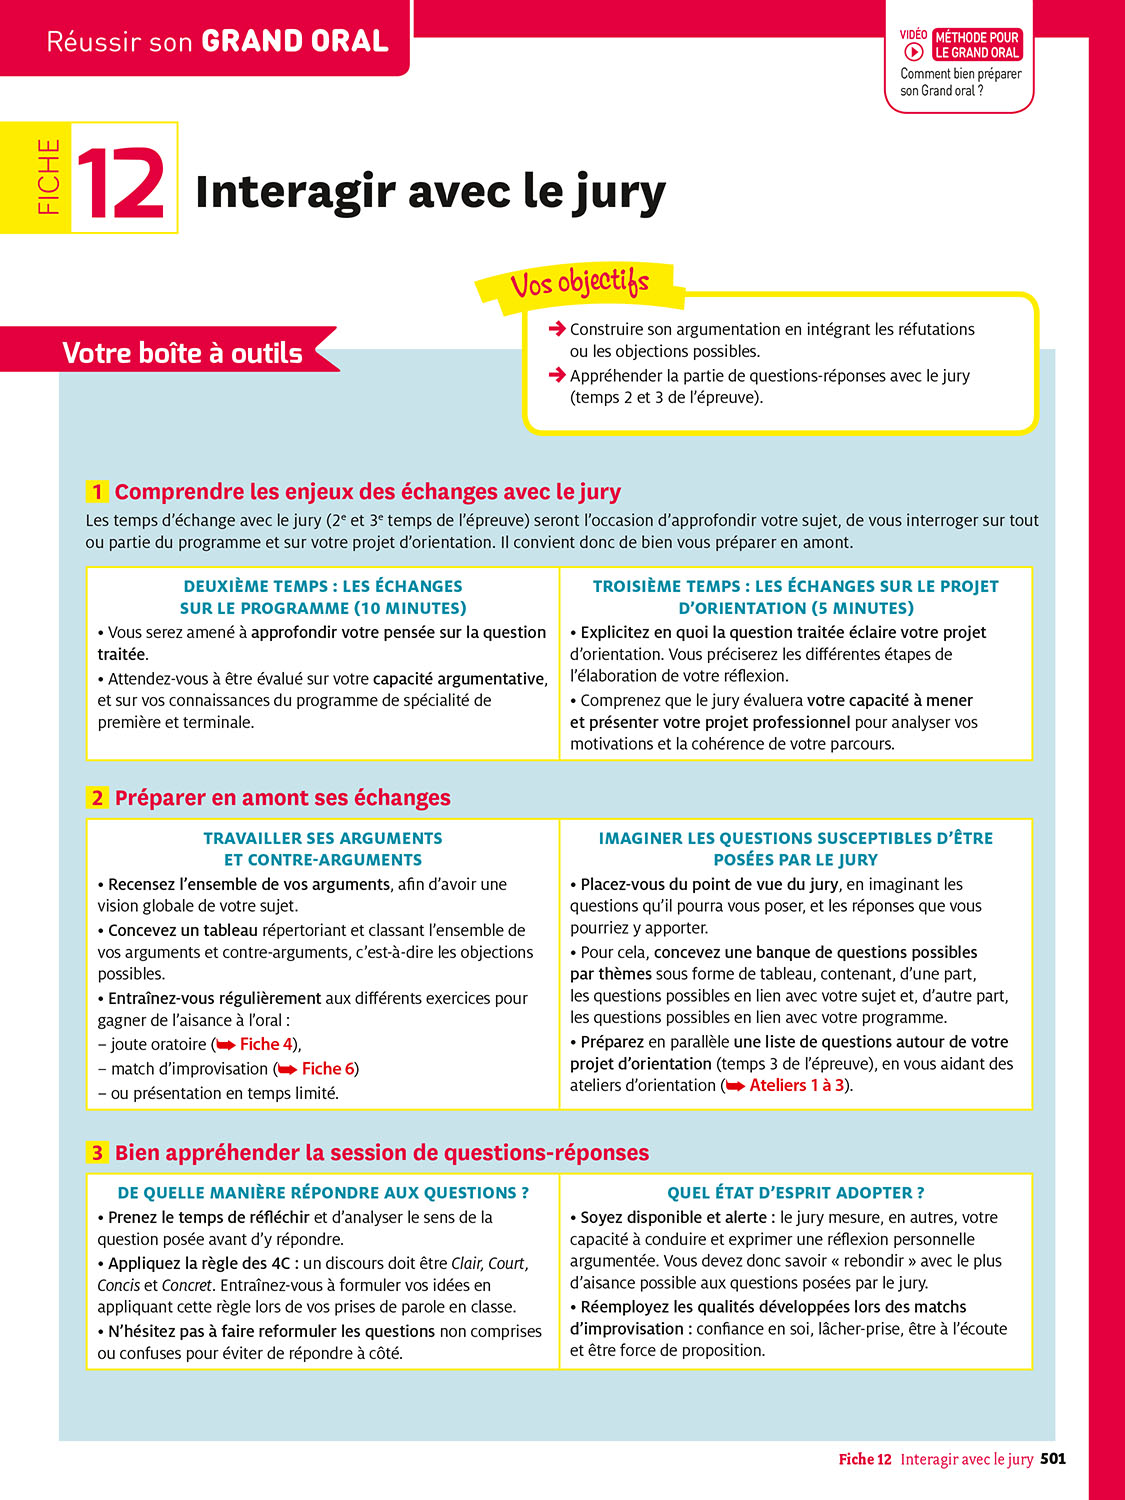 Réussir son GRAND ORAL
VIDÉO
MÉTHODE POUR
LE GRAND ORAL
Comment bien préparer
son Grand oral ?
FICHE
12
Interagir avec le jury
Vos objectifs
➔ Construire son argumentation en intégrant les réfutations
ou les objections possibles.
➔ Appréhender la partie de questions-réponses avec le jury
(temps 2 et 3 de l'épreuve).
Votre boîte à outils
1 Comprendre les enjeux des échanges avec le jury
Les temps d'échange avec le jury (2e et 3e temps de l'épreuve) seront l'occasion d'approfondir votre sujet, de vous interroger sur tout
ou partie du programme et sur votre projet d'orientation. Il convient donc de bien vous préparer en amont.
DEUXIÈME TEMPS : LES ÉCHANGES
SUR LE PROGRAMME (10 MINUTES)
• Vous serez amené à approfondir votre pensée sur la question
traitée.
• Attendez-vous à être évalué sur votre capacité argumentative,
et sur vos connaissances du programme de spécialité de
première et terminale.
TROISIÈME TEMPS : LES ÉCHANGES SUR LE PROJET
D'ORIENTATION (5 MINUTES)
• Explicitez en quoi la question traitée éclaire votre projet
d'orientation. Vous préciserez les différentes étapes de
l'élaboration de votre réflexion.
• Comprenez que le jury évaluera votre capacité à mener
et présenter votre projet professionnel pour analyser vos
motivations et la cohérence de votre parcours.
2 Préparer en amont ses échanges
TRAVAILLER SES ARGUMENTS
ET CONTRE-ARGUMENTS
• Recensez l'ensemble de vos arguments, afin d'avoir une
vision globale de votre sujet.
• Concevez un tableau répertoriant et classant l'ensemble de
vos arguments et contre-arguments, c'est-à-dire les objections
possibles.
• Entraînez-vous régulièrement aux différents exercices pour
gagner de l'aisance à l'oral :
– joute oratoire (➥ Fiche 4),
– match d'improvisation (➥ Fiche 6)
– ou présentation en temps limité.
IMAGINER LES QUESTIONS SUSCEPTIBLES D'ÊTRE
POSÉES PAR LE JURY
• Placez-vous du point de vue du jury, en imaginant les
questions qu'il pourra vous poser, et les réponses que vous
pourriez y apporter.
• Pour cela, concevez une banque de questions possibles
par thèmes sous forme de tableau, contenant, d'une part,
les questions possibles en lien avec votre sujet et, d'autre part,
les questions possibles en lien avec votre programme.
• Préparez en parallèle une liste de questions autour de votre
projet d'orientation (temps 3 de l'épreuve), en vous aidant des
ateliers d'orientation (➥ Ateliers 1 à 3).
3 Bien appréhender la session de questions-réponses
DE QUELLE MANIÈRE RÉPONDRE AUX QUESTIONS ?
• Prenez le temps de réfléchir et d'analyser le sens de la
question posée avant d'y répondre.
• Appliquez la règle des 4C : un discours doit être Clair, Court,
Concis et Concret. Entraînez-vous à formuler vos idées en
appliquant cette règle lors de vos prises de parole en classe.
• N'hésitez pas à faire reformuler les questions non comprises
ou confuses pour éviter de répondre à côté.
QUEL ÉTAT D'ESPRIT ADOPTER ?
• Soyez disponible et alerte : le jury mesure, en autres, votre
capacité à conduire et exprimer une réflexion personnelle
argumentée. Vous devez donc savoir « rebondir » avec le plus
d'aisance possible aux questions posées par le jury.
• Réemployez les qualités développées lors des matchs
d'improvisation : confiance en soi, lâcher-prise, être à l'écoute
et être force de proposition.
Fiche 12 Interagir avec le jury 501